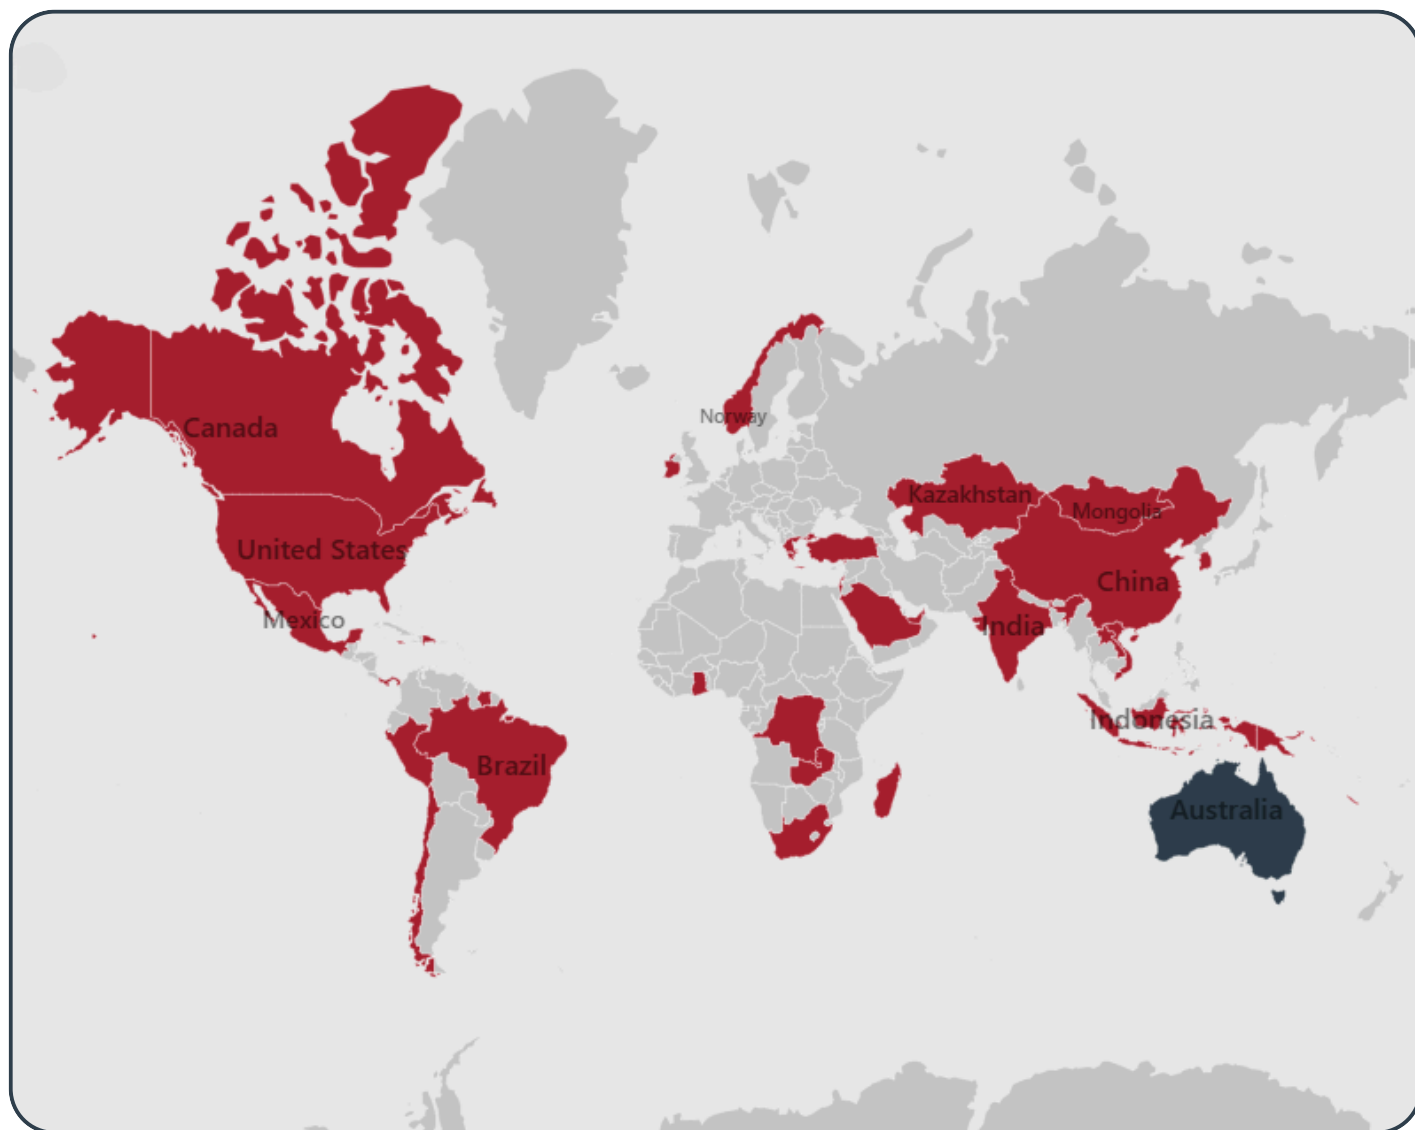 Canada
Norway
Kazakhstan
Mongolia
United States
China
Mexico
India
Indonesia
Brazil
Australia